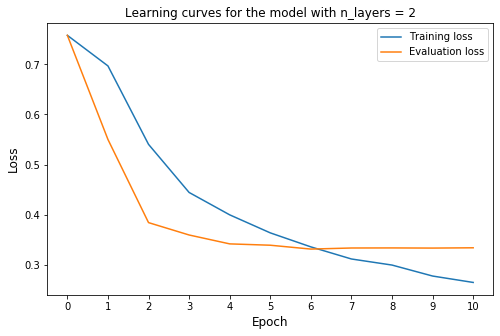 Learning curves for the model with n_layers = 2
Training loss
Evaluation loss
Loss
0.7
0.6
0.5
0.4
0.3
0 1 2 3 4 5 6 7 8 9 10
Epoch